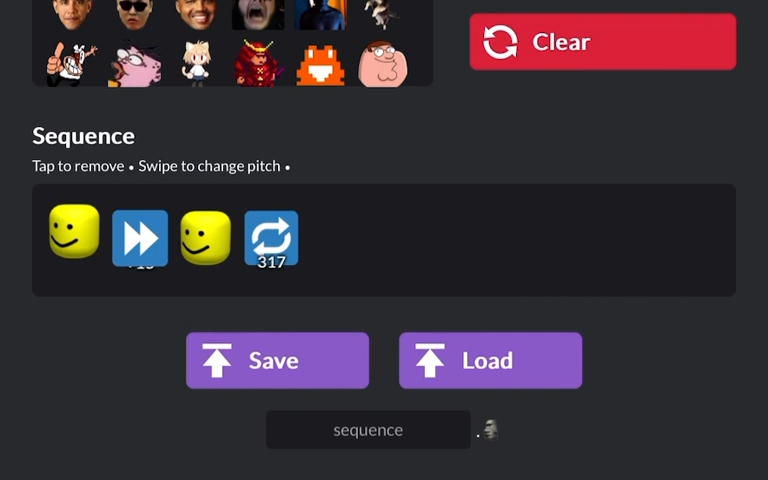 Clear
Sequence
Tap to remove • Swipe to change pitch •
317
Save
Load
sequence
.